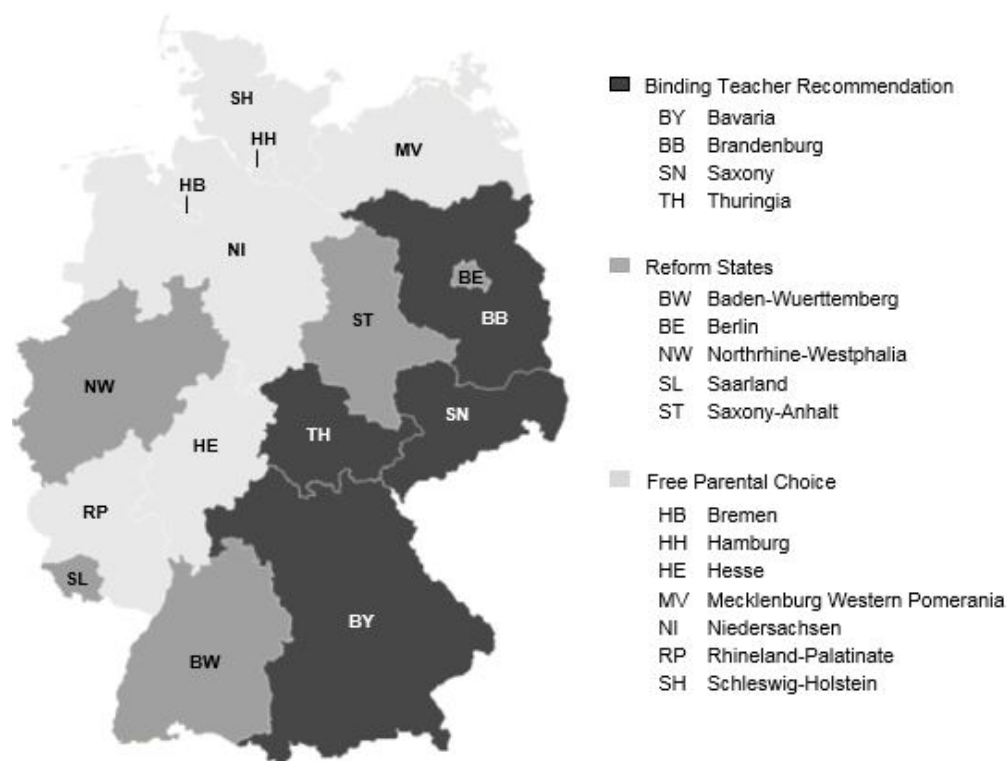 SH
HH
MV
HB
NI
BE
ST
BB
NW
SN
TH
HE
RP
SL
BY
BW
Binding Teacher Recommendation
BY Bavaria
BB Brandenburg
SN Saxony
TH Thuringia
Reform States
BW Baden-Wuerttemberg
BE Berlin
NW Northrhine-Westphalia
SL Saarland
ST Saxony-Anhalt
Free Parental Choice
HB Bremen
HH Hamburg
HE Hesse
MV Mecklenburg Western Pomerania
NI Niedersachsen
RP Rhineland-Palatinate
SH Schleswig-Holstein